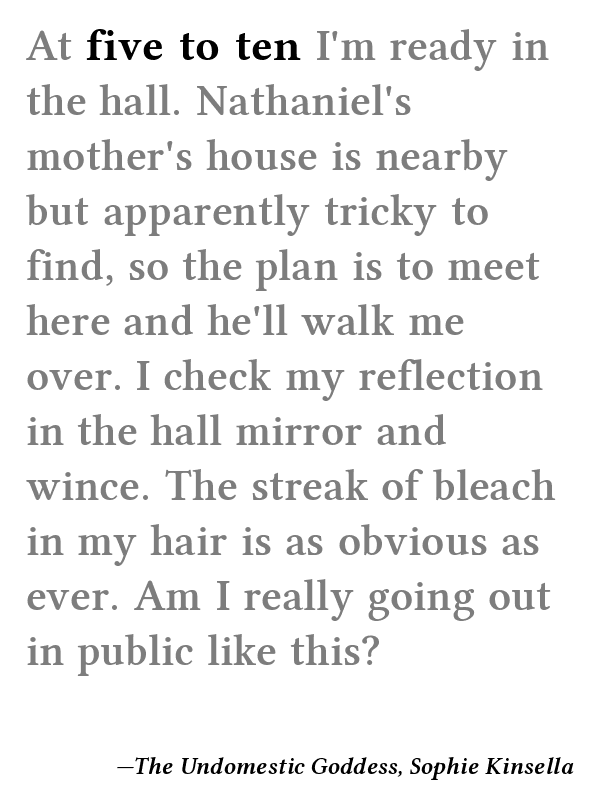 At five to ten I'm ready in
the hall. Nathaniel's
mother's house is nearby
but apparently tricky to
find, so the plan is to meet
here and he'll walk me
over. I check my reflection
in the hall mirror and
wince. The streak of bleach
in my hair is as obvious as
ever. Am I really going out
in public like this?
—The Undomestic Goddess, Sophie Kinsella